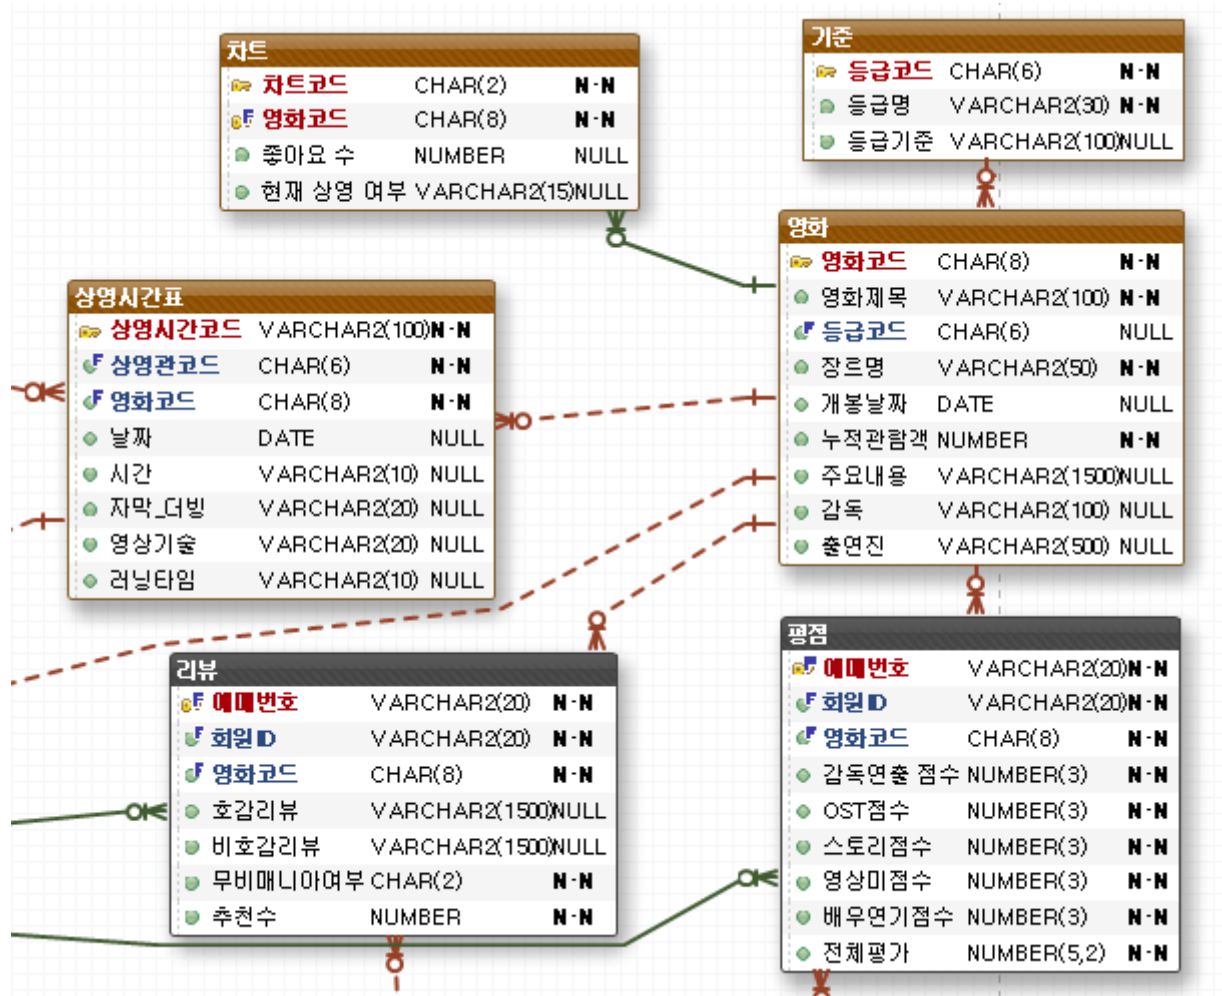 차트
차트코드 CHAR(2) N-N
영화코드 CHAR(8) N-N
좋아요 수 NUMBER NULL
현재 상영 여부 VARCHAR2(15) NULL
기준
등급코드 CHAR(6) N-N
등급명 VARCHAR2(30) N-N
등급기준 VARCHAR2(100) NULL
영화
영화코드 CHAR(8) N-N
영화제목 VARCHAR2(100) N-N
등급코드 CHAR(6) NULL
장르명 VARCHAR2(50) N-N
개봉날짜 DATE NULL
누적관람객 NUMBER N-N
주요내용 VARCHAR2(1500) NULL
감독 VARCHAR2(100) NULL
출연진 VARCHAR2(500) NULL
상영시간표
상영시간코드 VARCHAR2(100) N-N
상영관코드 CHAR(6) N-N
영화코드 CHAR(8) N-N
날짜 DATE NULL
시간 VARCHAR2(10) NULL
자막_더빙 VARCHAR2(20) NULL
영상기술 VARCHAR2(20) NULL
러닝타임 VARCHAR2(10) NULL
리뷰
예매번호 VARCHAR2(20) N-N
회원ID VARCHAR2(20) N-N
영화코드 CHAR(8) N-N
호감리뷰 VARCHAR2(1500) NULL
비호감리뷰 VARCHAR2(1500) NULL
무비매니아여부 CHAR(2) N-N
추천수 NUMBER N-N
평점
예매번호 VARCHAR2(20) N-N
회원ID VARCHAR2(20) N-N
영화코드 CHAR(8) N-N
감독연출 점수 NUMBER(3) N-N
OST점수 NUMBER(3) N-N
스토리점수 NUMBER(3) N-N
영상미점수 NUMBER(3) N-N
배우연기점수 NUMBER(3) N-N
전체평가 NUMBER(5,2) N-N